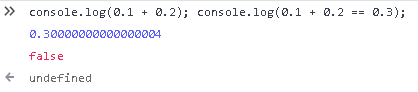 » console.log(0.1 + 0.2); console.log(0.1 + 0.2 == 0.3);
0.30000000000000004
false
← undefined